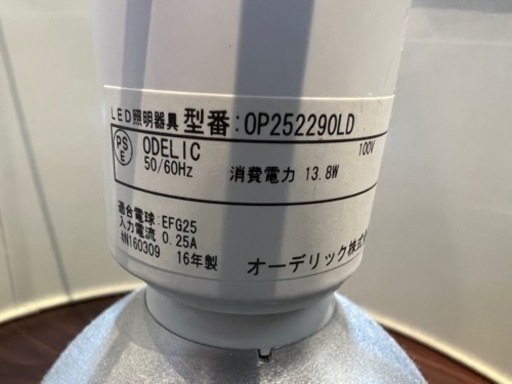 LED照明器具 型番:OP252290LD
PS
E
ODELIC
100V
50/60Hz 消費電力 13.8W
適合電球:EFG25
入力電流 0.25A
16年製 オーデリック株式